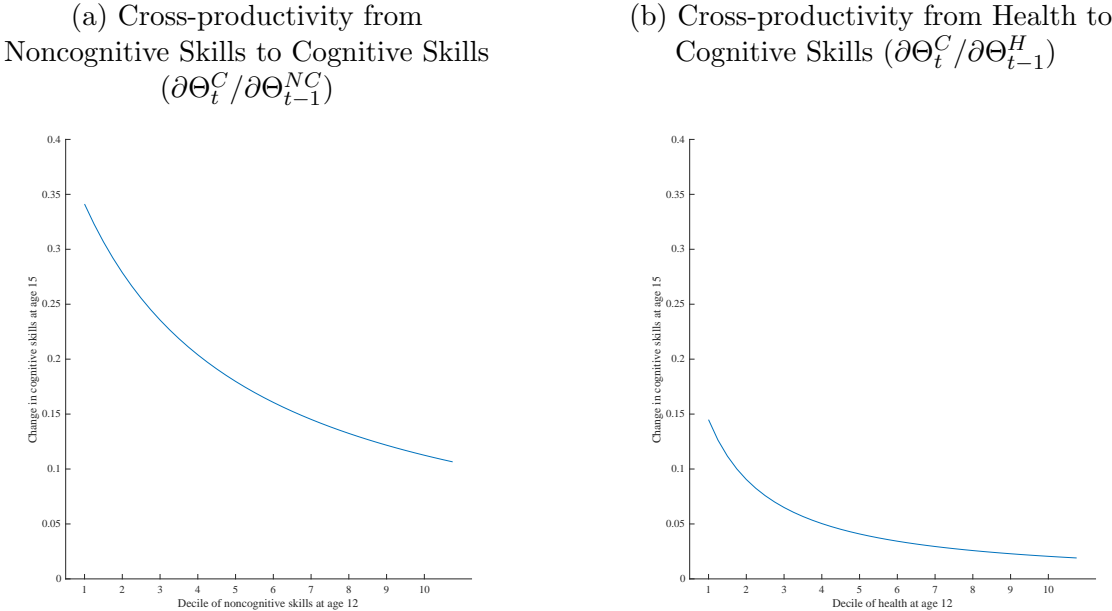 (a) Cross-productivity from
Noncognitive Skills to Cognitive Skills
(∂Θ_t^C/∂Θ_{t−1}^{NC})
0.4
0.35
0.3
0.25
0.2
0.15
0.1
0.05
0
Change in cognitive skills at age 15
1 2 3 4 5 6 7 8 9 10
Decile of noncognitive skills at age 12
(b) Cross-productivity from Health to
Cognitive Skills (∂Θ_t^C/∂Θ_{t−1}^H)
0.4
0.35
0.3
0.25
0.2
0.15
0.1
0.05
0
Change in cognitive skills at age 15
1 2 3 4 5 6 7 8 9 10
Decile of health at age 12